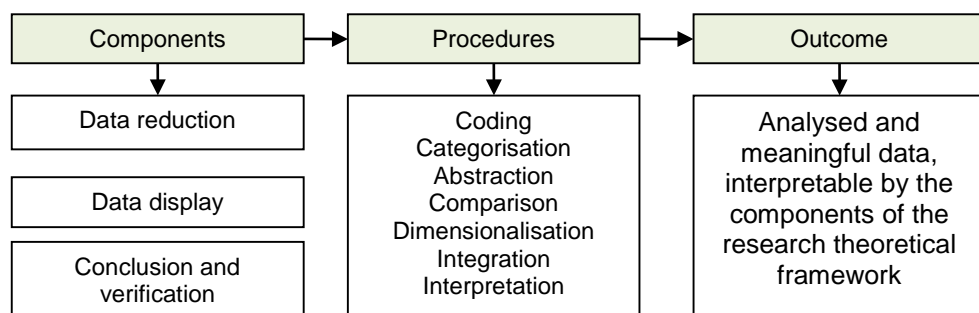 Components
Procedures
Outcome
Data reduction
Data display
Conclusion and
verification
Coding
Categorisation
Abstraction
Comparison
Dimensionalisation
Integration
Interpretation
Analysed and
meaningful data,
interpretable by the
components of the
research theoretical
framework